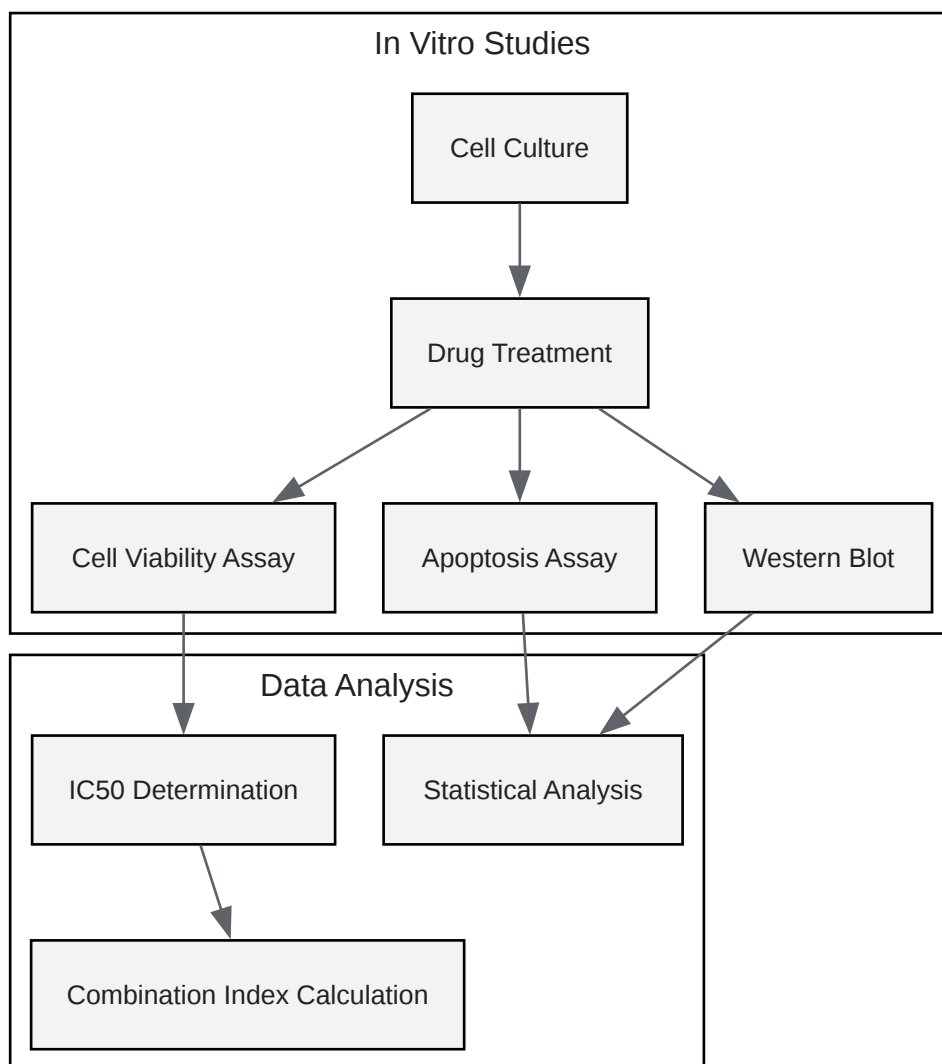 In Vitro Studies
Cell Culture
Drug Treatment
Cell Viability Assay
Apoptosis Assay
Western Blot
Data Analysis
IC50 Determination
Statistical Analysis
Combination Index Calculation